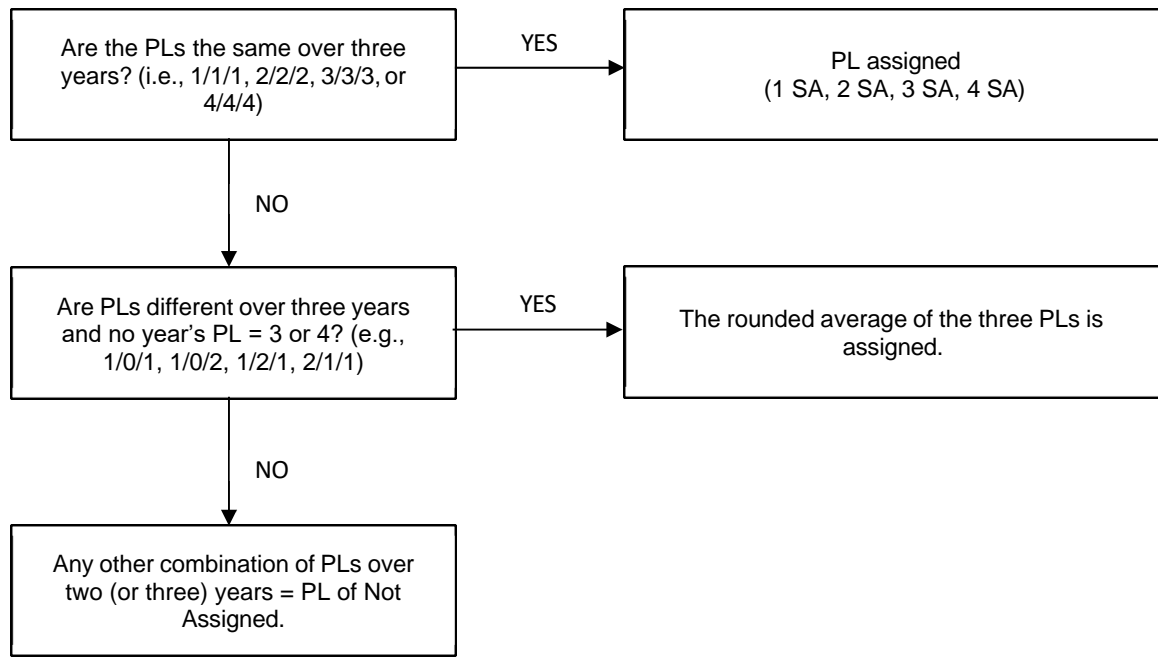 Are the PLs the same over three
years? (i.e., 1/1/1, 2/2/2, 3/3/3, or
4/4/4)
YES
PL assigned
(1 SA, 2 SA, 3 SA, 4 SA)
NO
Are PLs different over three years
and no year’s PL = 3 or 4? (e.g.,
1/0/1, 1/0/2, 1/2/1, 2/1/1)
YES
The rounded average of the three PLs is
assigned.
NO
Any other combination of PLs over
two (or three) years = PL of Not
Assigned.